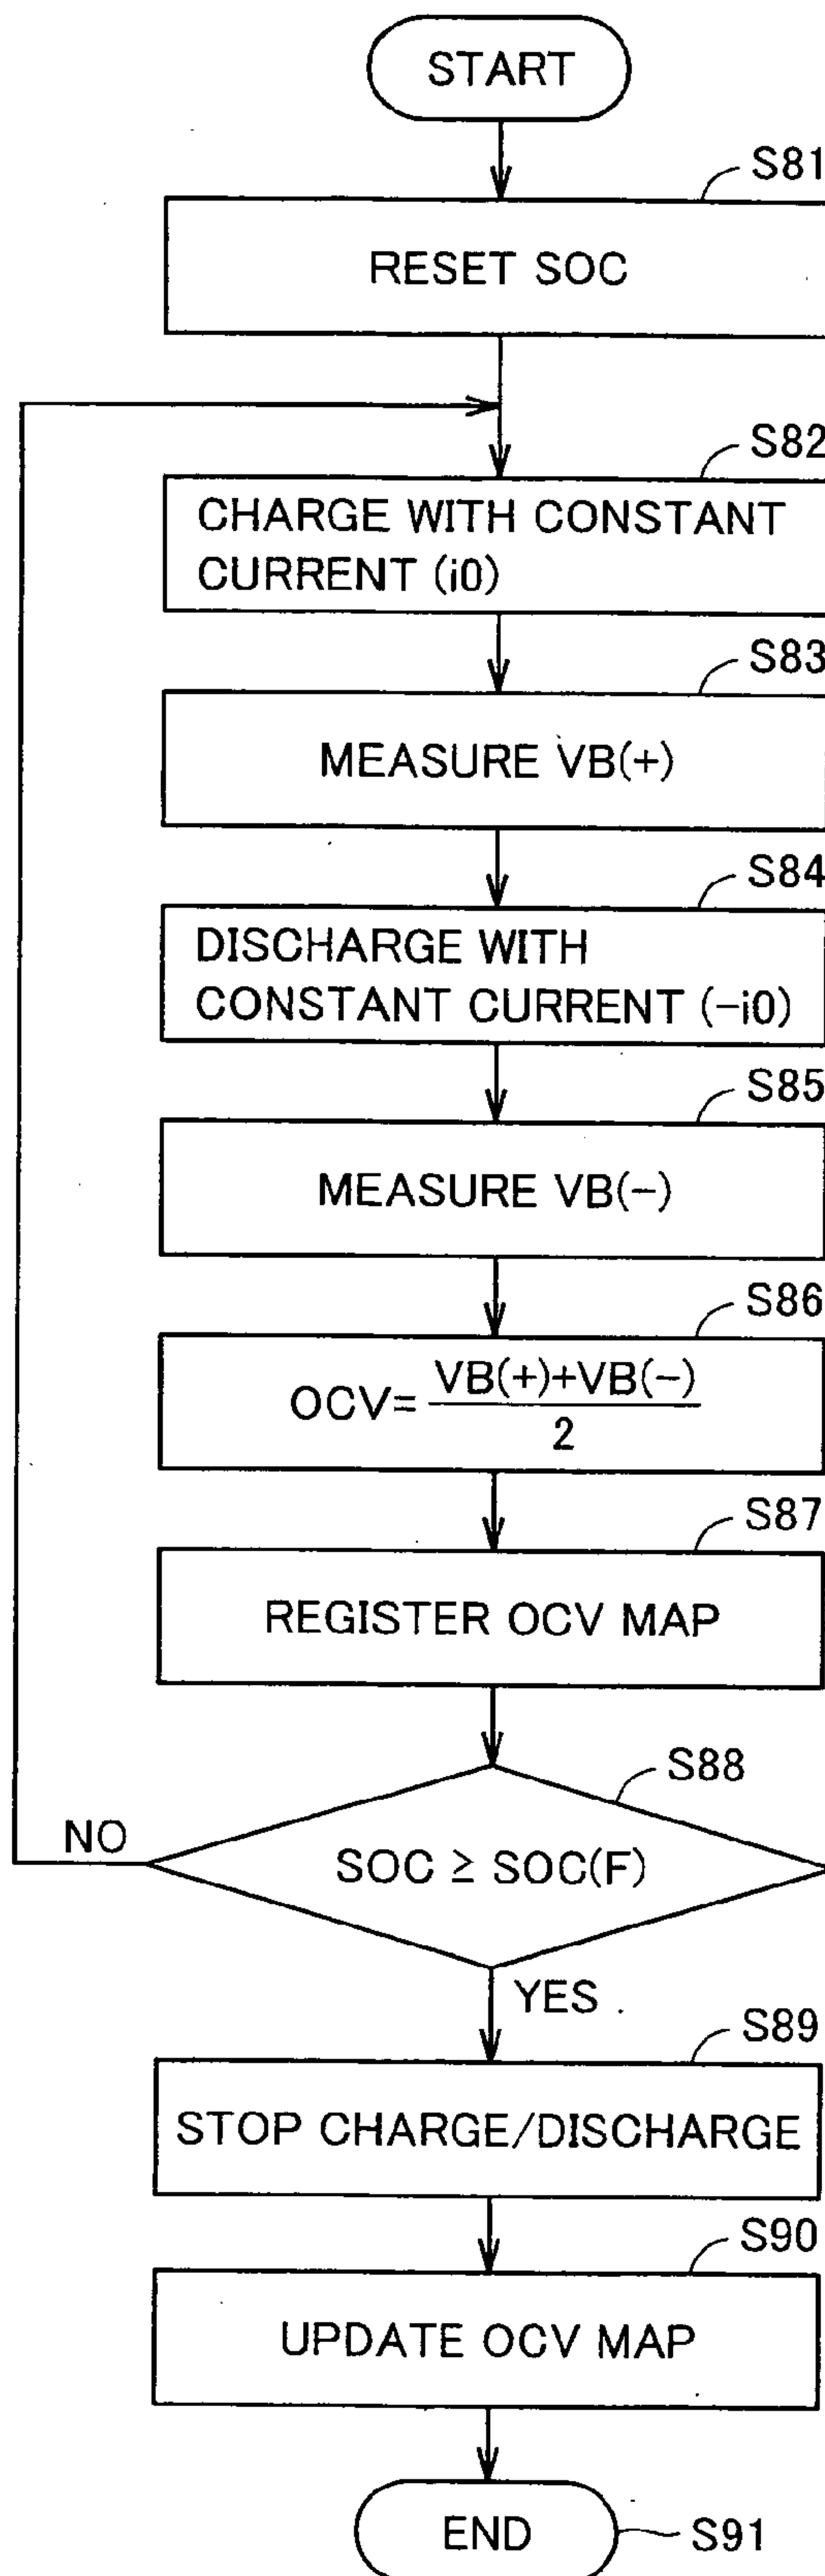 START
S81
RESET SOC
S82
CHARGE WITH CONSTANT
CURRENT (i0)
S83
MEASURE VB(+)
S84
DISCHARGE WITH
CONSTANT CURRENT (−i0)
S85
MEASURE VB(−)
S86
OCV= VB(+)+VB(−)
2
S87
REGISTER OCV MAP
S88
NO
SOC ≥ SOC(F)
YES
S89
STOP CHARGE/DISCHARGE
S90
UPDATE OCV MAP
END
S91